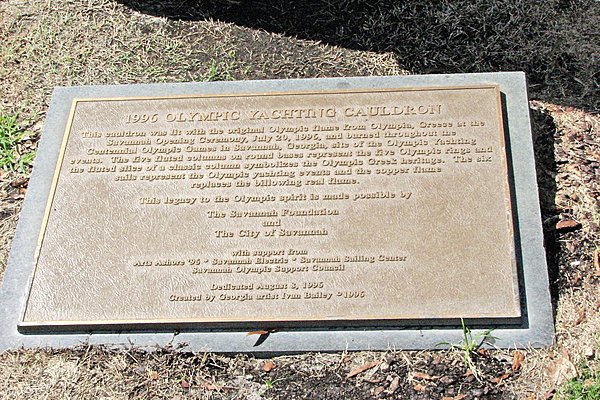 1996 OLYMPIC YACHTING CAULDRON
This cauldron was lit with the original Olympic flame from Olympia, Greece at the
Savannah Opening Ceremony, July 20, 1996, and burned throughout the
Centennial Olympic Games in Savannah, Georgia, site of the Olympic Yachting
events. The five fluted columns on round bases represent the five Olympic rings and
the fluted slices of a classic column symbolizes the Olympic Greek heritage. The six
sails represent the Olympic yachting events and the copper flame
replaces the billowing real flame.
This legacy to the Olympic spirit is made possible by
The Savannah Foundation
and
The City of Savannah
with support from
Arts Ashore '96 • Savannah Electric • Savannah Sailing Center
Savannah Olympic Support Council
Dedicated August 8, 1996
Created by Georgia artist Ivan Bailey ©1996